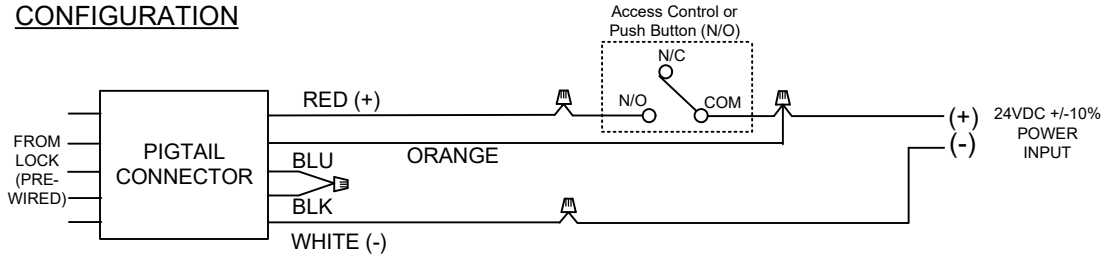 CONFIGURATION
Access Control or
Push Button (N/O)
N/C
N/O
COM
RED (+)
(+)
24VDC +/-10%
POWER
INPUT
(-)
FROM
LOCK
(PRE-
WIRED)
PIGTAIL
CONNECTOR
ORANGE
BLU
BLK
WHITE (-)